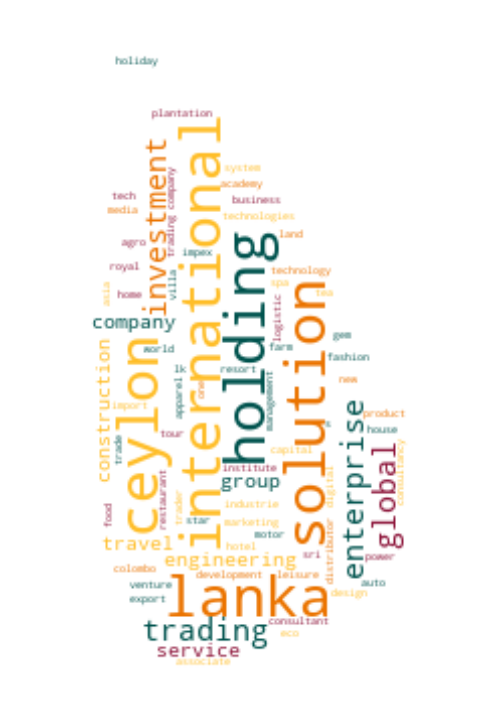 holiday
plantation
international
investment
trading company
system
academy
tech
media
business
technologies
land
holding
agro
impex
royal
villa
technology
spa
tea
asia
home
logistic
solution
company
ceylon
world
farm
gem
fashion
construction
lk
resort
apparel
one
management
new
import
enterprise
product
house
trade
tour
capital
global
consultancy
institute
group
digital
restaurant
food
trader
industrie
star
marketing
motor
travel
hotel
engineering
sri
distributor
power
colombo
development
leisure
auto
venture
export
lanka
design
trading
consultant
eco
service
associate